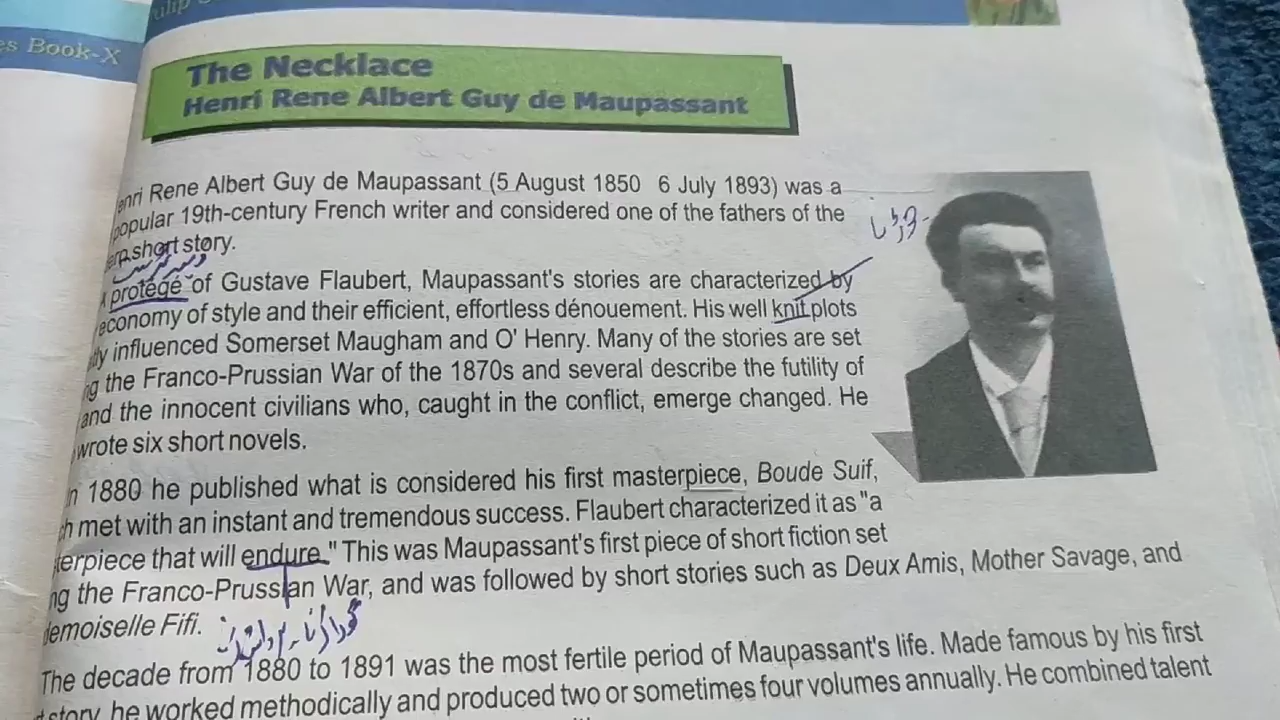 ulip
es Book-X
The Necklace
Henri Rene Albert Guy de Maupassant
enri Rene Albert Guy de Maupassant (5 August 1850 6 July 1893) was a
popular 19th-century French writer and considered one of the fathers of the
ern short story.
protégé of Gustave Flaubert, Maupassant's stories are characterized by
economy of style and their efficient, effortless dénouement. His well knit plots
ly influenced Somerset Maugham and O' Henry. Many of the stories are set
ng the Franco-Prussian War of the 1870s and several describe the futility of
and the innocent civilians who, caught in the conflict, emerge changed. He
wrote six short novels.
In 1880 he published what is considered his first masterpiece, Boude Suif,
h met with an instant and tremendous success. Flaubert characterized it as "a
terpiece that will endure." This was Maupassant's first piece of short fiction set
ng the Franco-Prussian War, and was followed by short stories such as Deux Amis, Mother Savage, and
demoiselle Fifi.
The decade from 1880 to 1891 was the most fertile period of Maupassant's life. Made famous by his first
t story, he worked methodically and produced two or sometimes four volumes annually. He combined talent